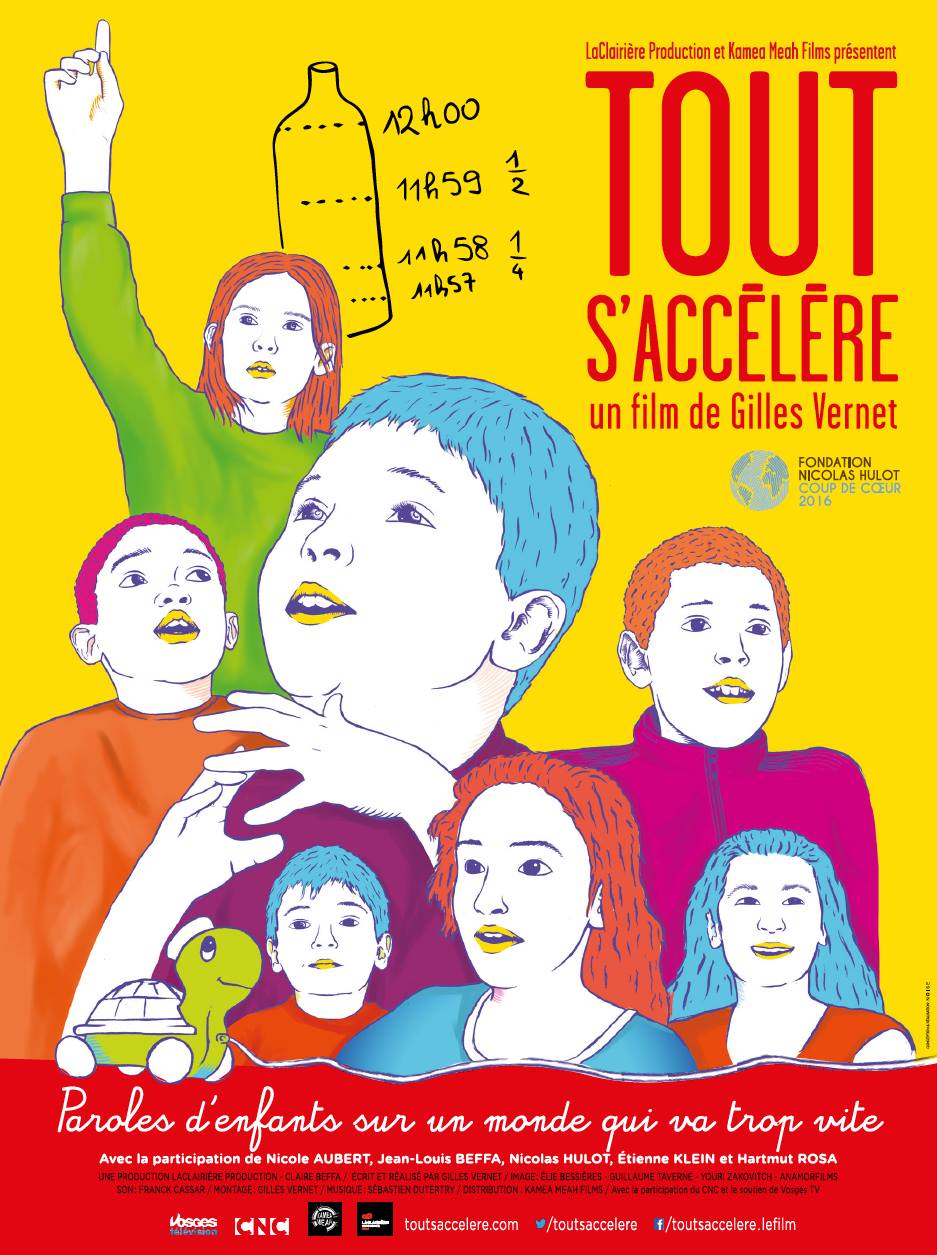 LaClairière Production et Kamea Meah Films présentent
TOUT
S'ACCÉLÈRE
un film de Gilles Vernet
12h00
11h59 1/2
11h58 1/4
11h57
FONDATION
NICOLAS HULOT
COUP DE CŒUR
2016
Paroles d'enfants sur un monde qui va trop vite
Avec la participation de Nicole AUBERT, Jean-Louis BEFFA, Nicolas HULOT, Étienne KLEIN et Hartmut ROSA
UNE PRODUCTION LACLAIRIÈRE PRODUCTION - CLAIRE BEFFA / ÉCRIT ET RÉALISÉ PAR GILLES VERNET / IMAGE : ÉLIE BESSIÈRES - GUILLAUME TAVERNE - YOURI ZAKOVITCH - ANAMORFILMS
SON : FRANCK CASSAR / MONTAGE : GILLES VERNET / MUSIQUE : SÉBASTIEN DUTERTRY / DISTRIBUTION : KAMEA MEAH FILMS / Avec la participation du CNC et le soutien de Vosges TV
Vosges
télévision
CNC
KAMEA
MEAH
toutsaccelere.com
/toutsaccelere
/toutsaccelere.lefilm